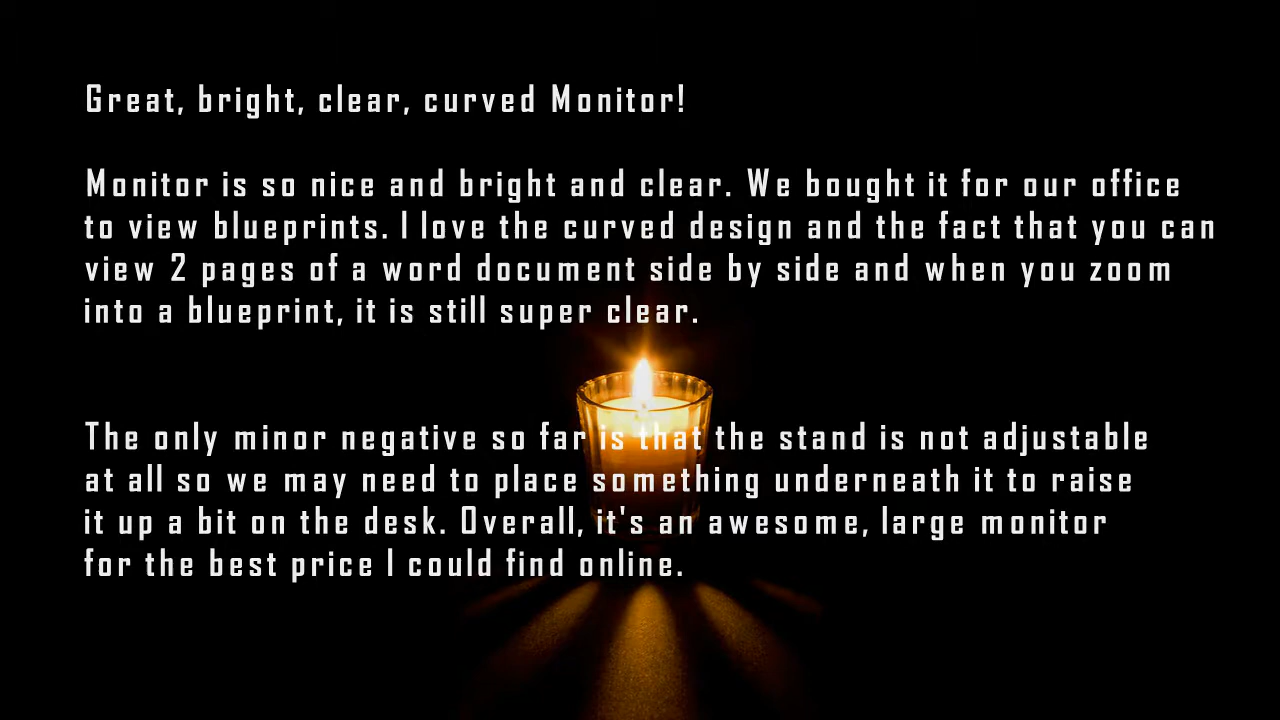 Great, bright, clear, curved Monitor!
Monitor is so nice and bright and clear. We bought it for our office
to view blueprints. I love the curved design and the fact that you can
view 2 pages of a word document side by side and when you zoom
into a blueprint, it is still super clear.
The only minor negative so far is that the stand is not adjustable
at all so we may need to place something underneath it to raise
it up a bit on the desk. Overall, it's an awesome, large monitor
for the best price I could find online.